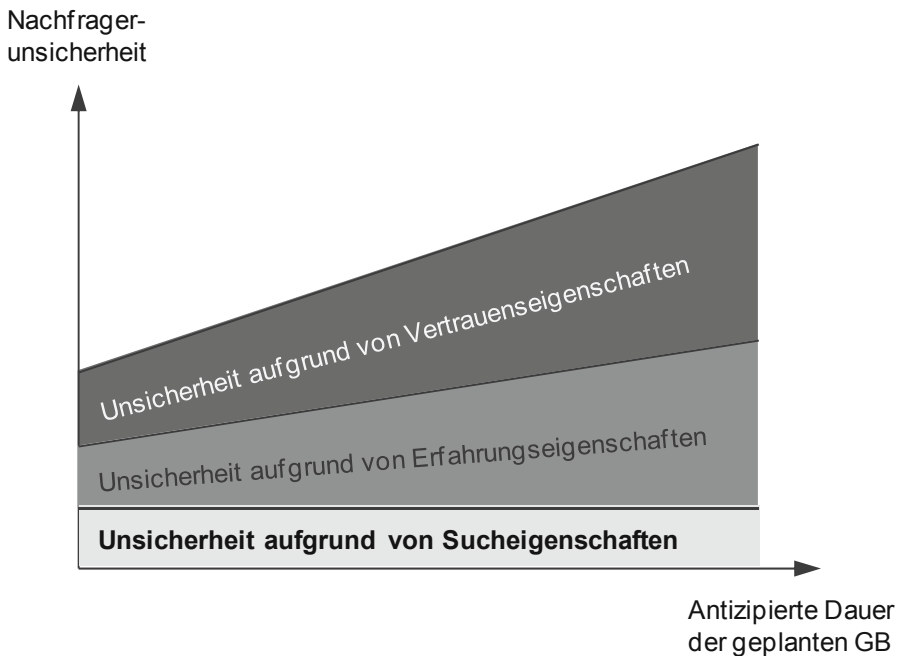 Nachfrager-
unsicherheit
Unsicherheit aufgrund von Vertrauenseigenschaften
Unsicherheit aufgrund von Erfahrungseigenschaften
Unsicherheit aufgrund von Sucheigenschaften
Antizipierte Dauer
der geplanten GB